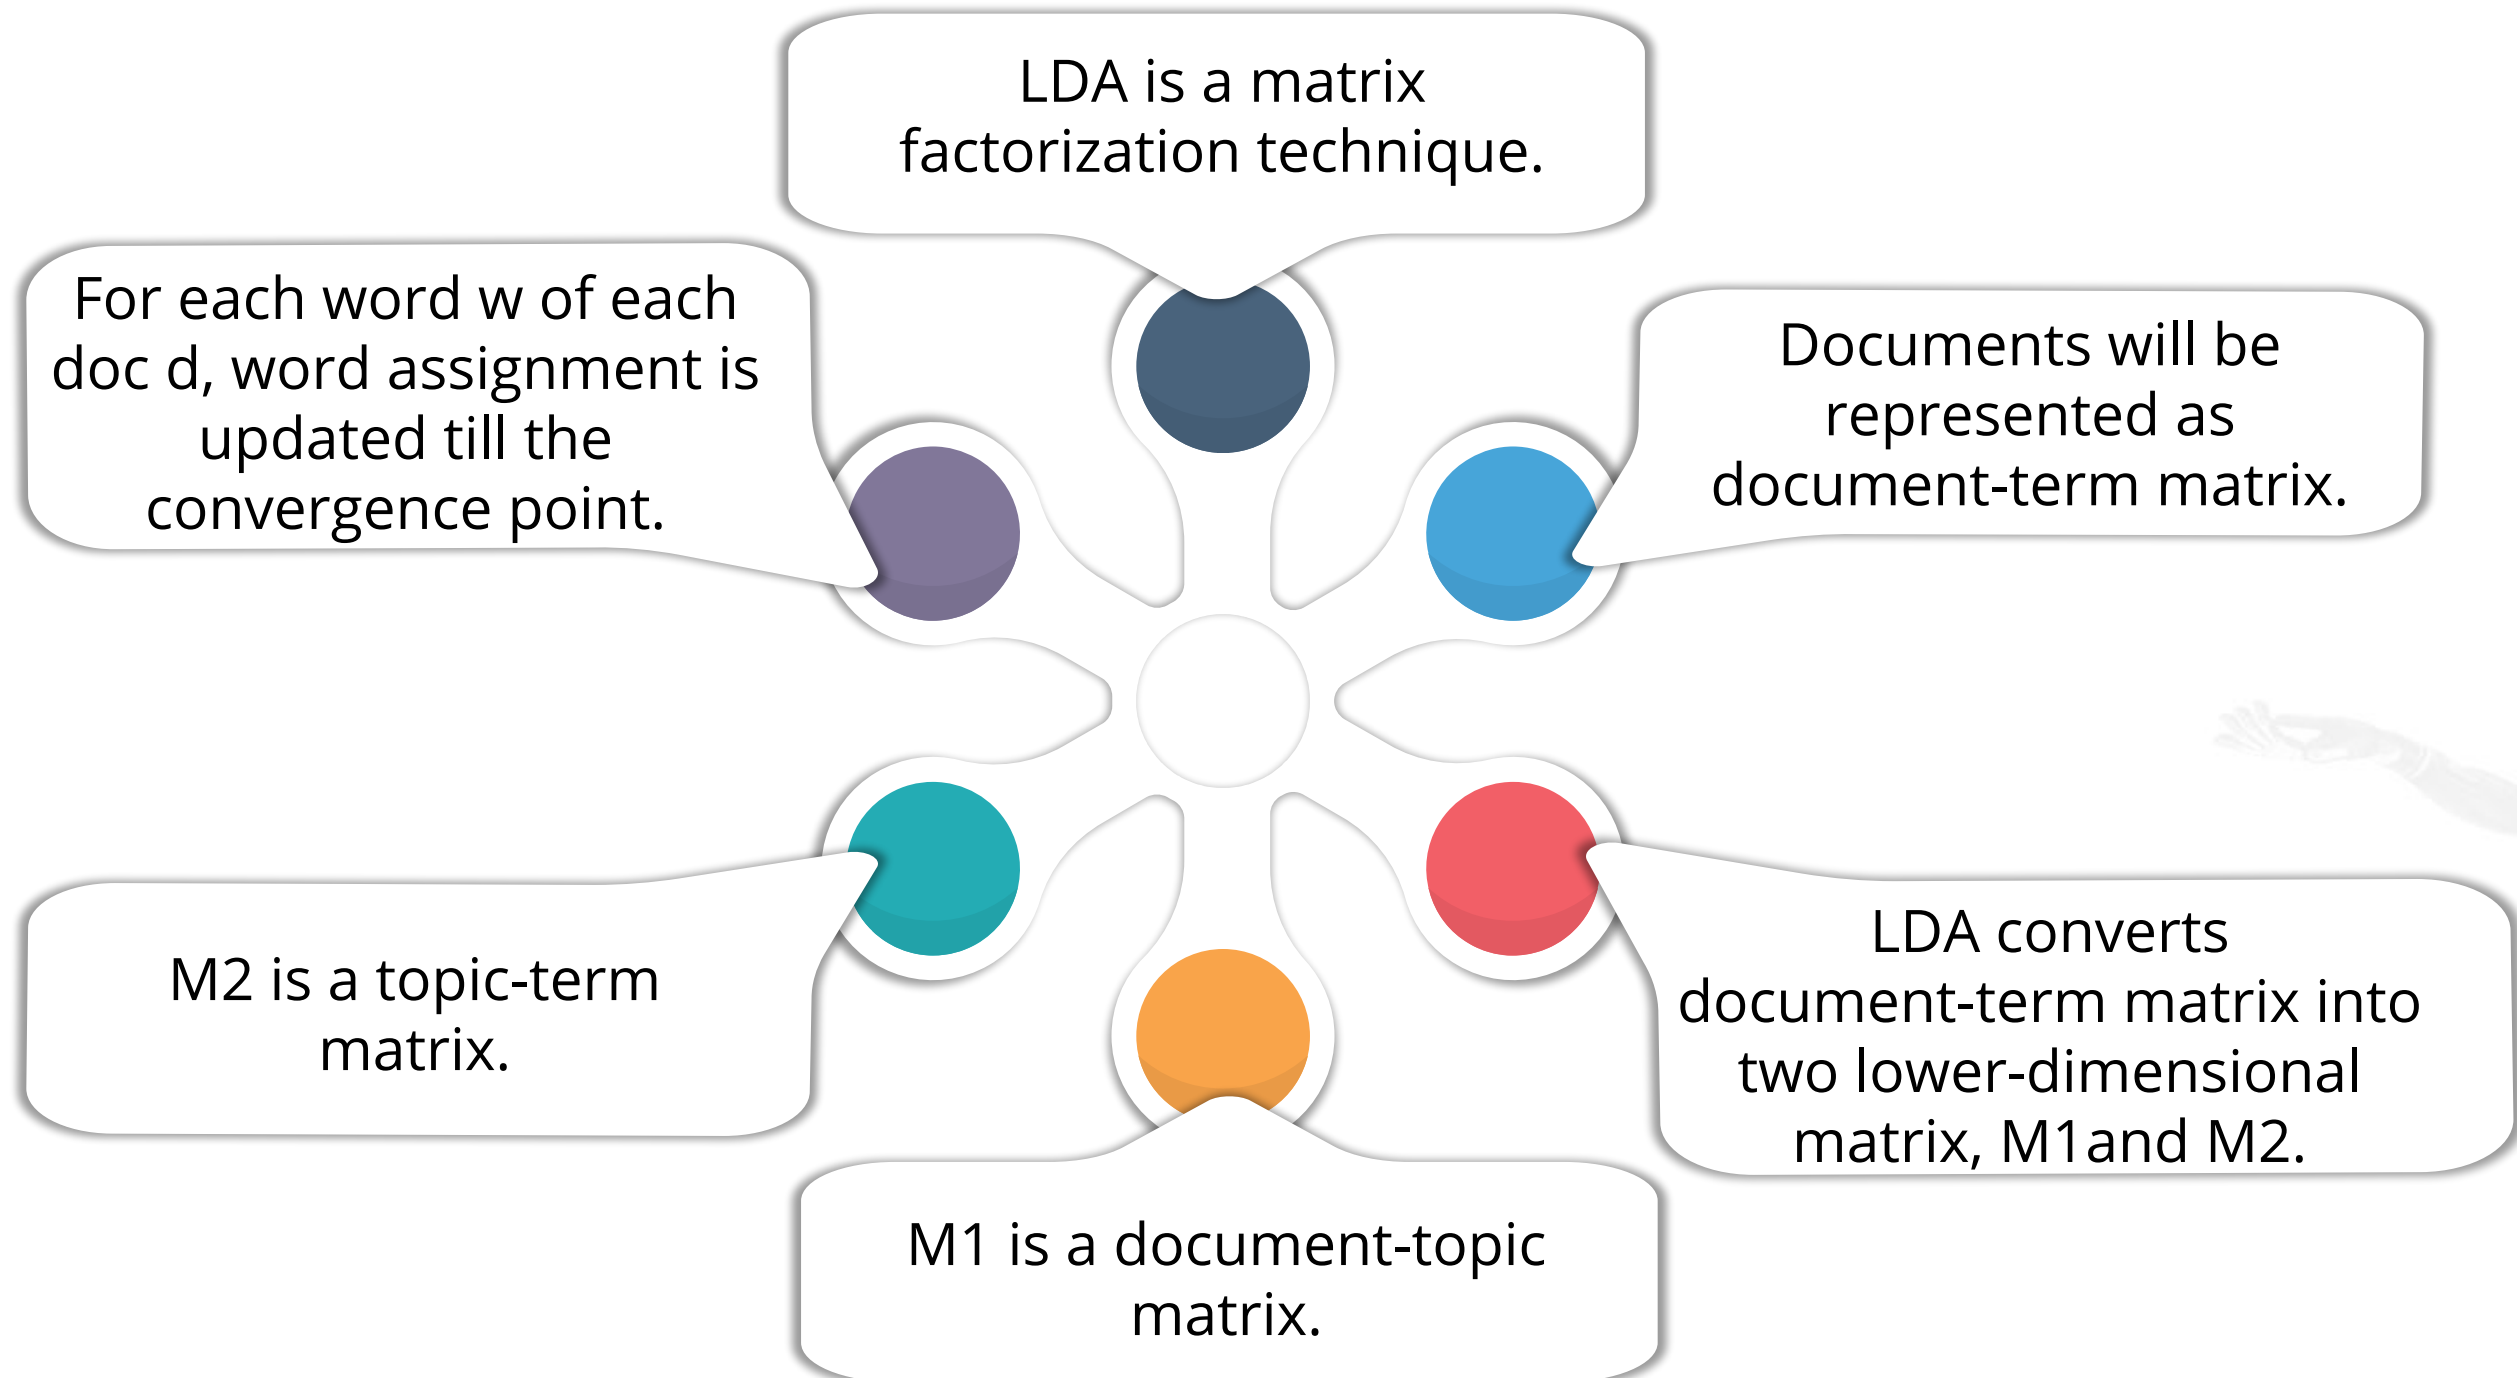 LDA is a matrix
factorization technique.
Documents will be
represented as
document-term matrix.
LDA converts
document-term matrix into
two lower-dimensional
matrix, M1and M2.
M1 is a document-topic
matrix.
M2 is a topic-term
matrix.
For each word w of each
doc d, word assignment is
updated till the
convergence point.